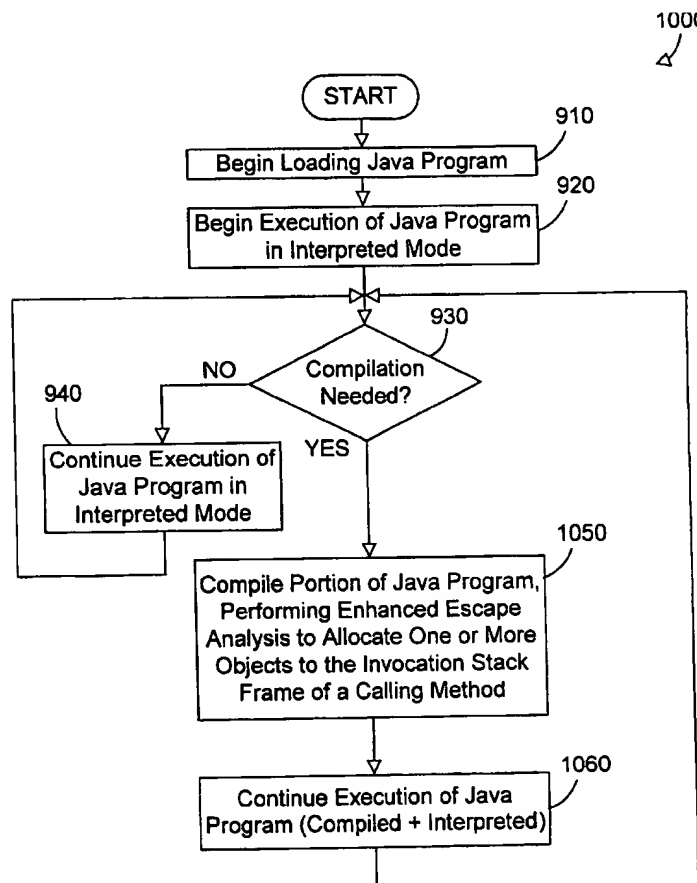 1000
START
910
Begin Loading Java Program
920
Begin Execution of Java Program
in Interpreted Mode
930
NO
Compilation
Needed?
940
YES
Continue Execution of
Java Program in
Interpreted Mode
1050
Compile Portion of Java Program,
Performing Enhanced Escape
Analysis to Allocate One or More
Objects to the Invocation Stack
Frame of a Calling Method
1060
Continue Execution of Java
Program (Compiled + Interpreted)